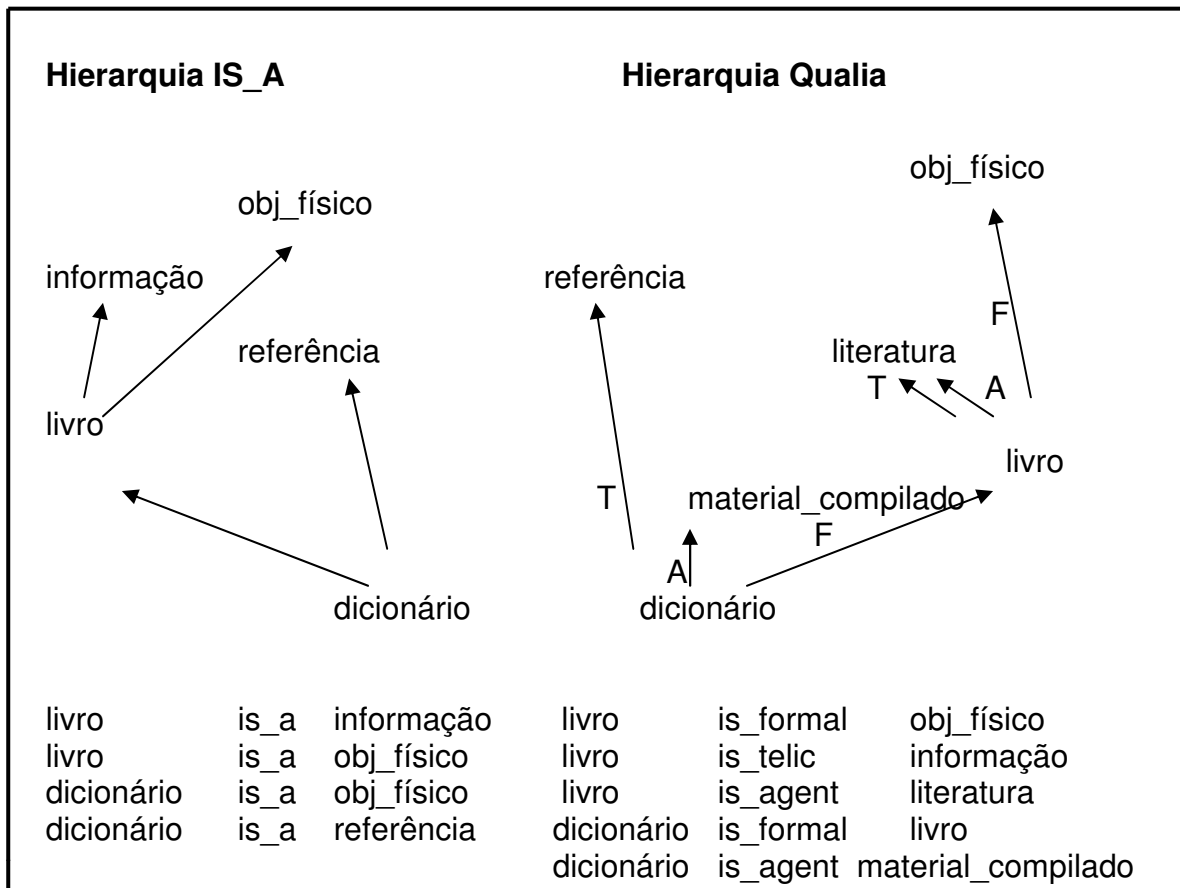 Hierarquia IS_A Hierarquia Qualia
obj_físico
obj_físico
informação referência
F
referência literatura
T A
livro
livro
T material_compilado
F
A
dicionário dicionário
livro is_a informação livro is_formal obj_físico
livro is_a obj_físico livro is_telic informação
dicionário is_a obj_físico livro is_agent literatura
dicionário is_a referência dicionário is_formal livro
dicionário is_agent material_compilado